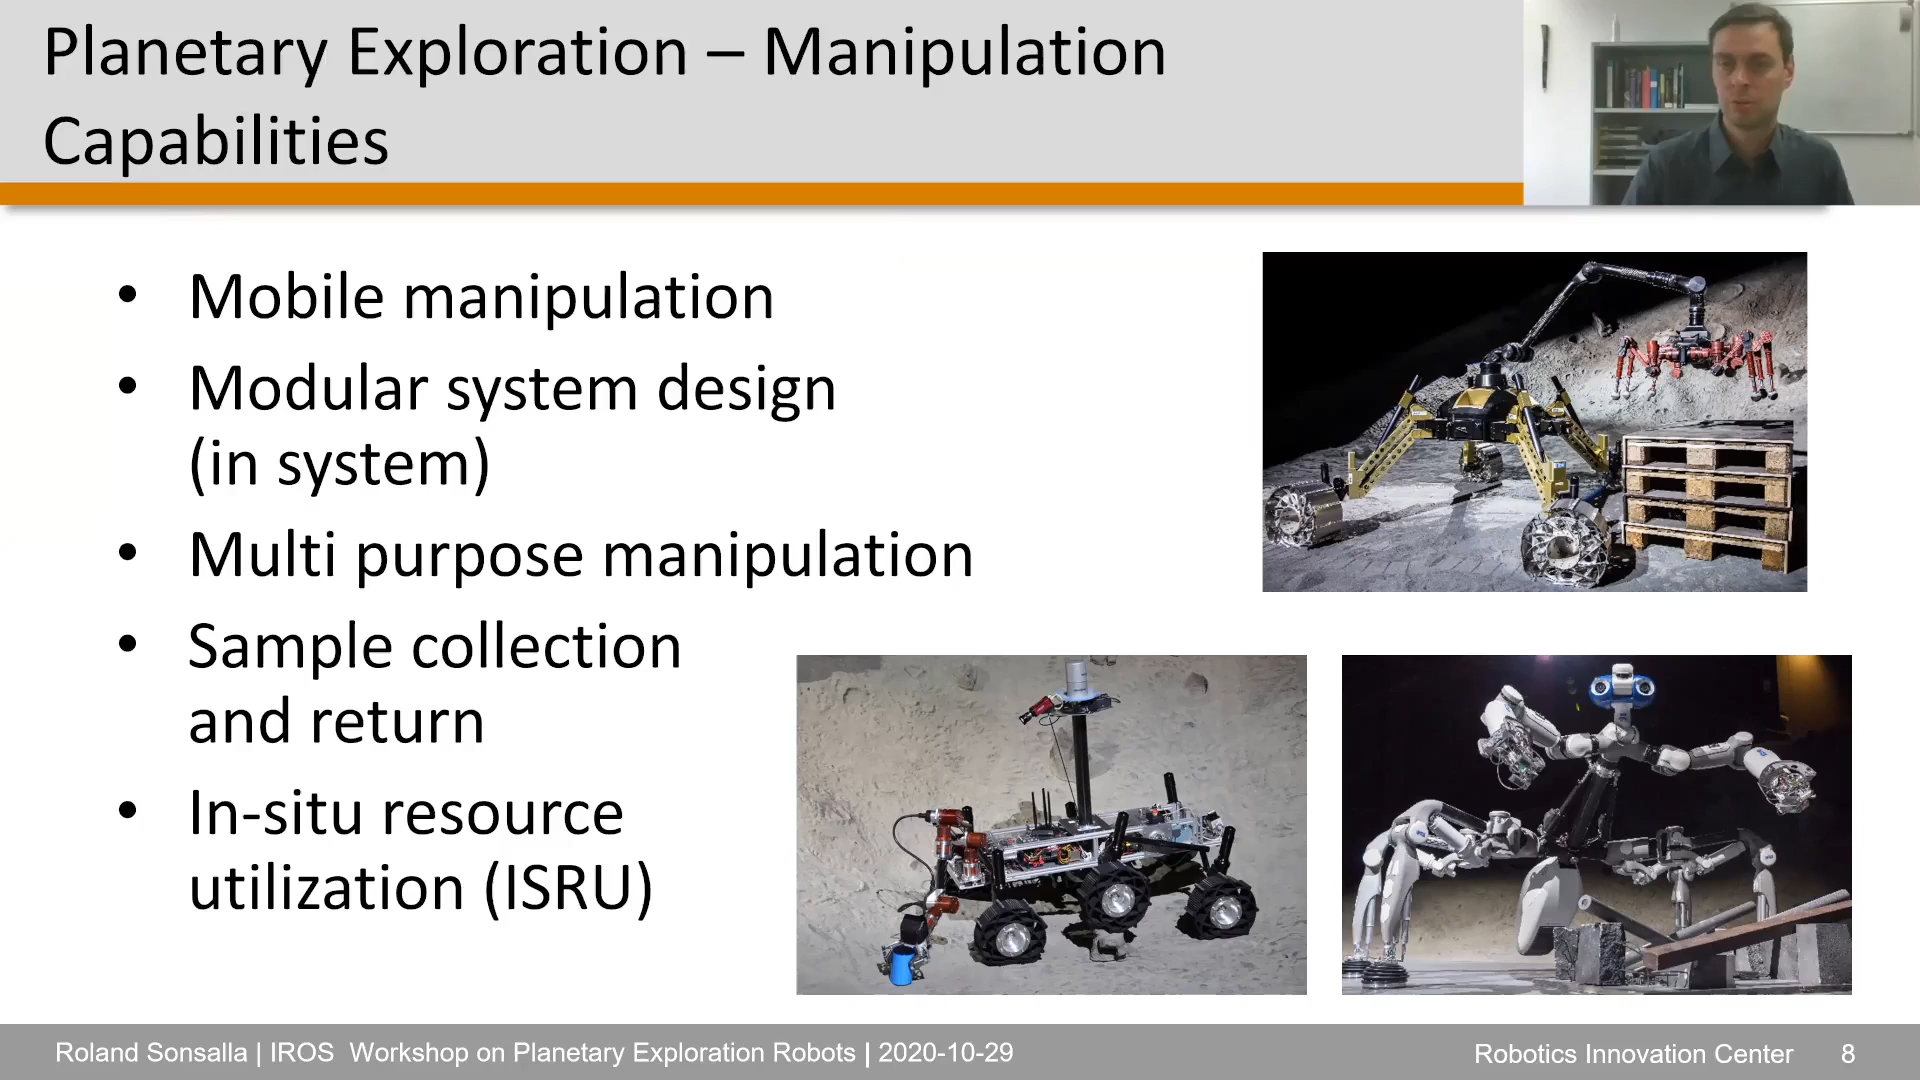 Planetary Exploration – Manipulation
Capabilities
• Mobile manipulation
• Modular system design
(in system)
• Multi purpose manipulation
• Sample collection
and return
• In-situ resource
utilization (ISRU)
Roland Sonsalla | IROS Workshop on Planetary Exploration Robots | 2020-10-29
Robotics Innovation Center 8